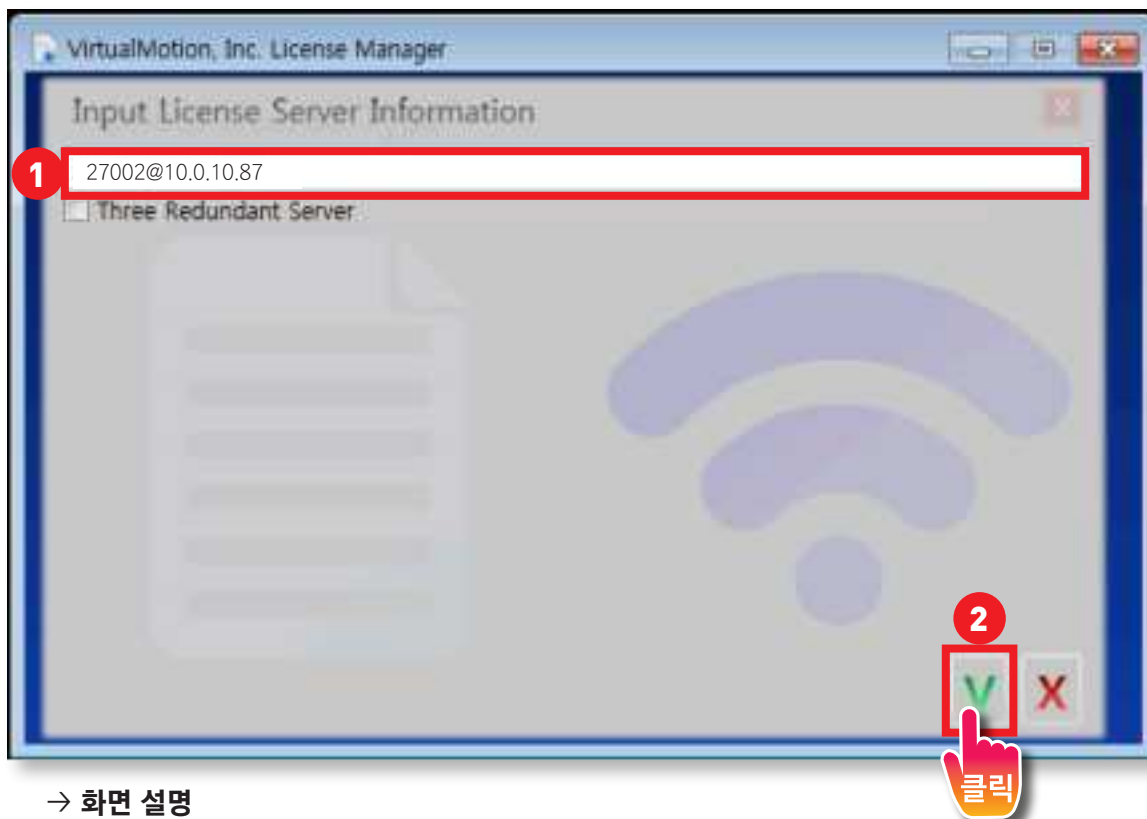 VirtualMotion, Inc. License Manager
Input License Server Information
X
1
27002@10.0.10.87
Three Redundant Server
2
V X
클릭
→ 화면 설명